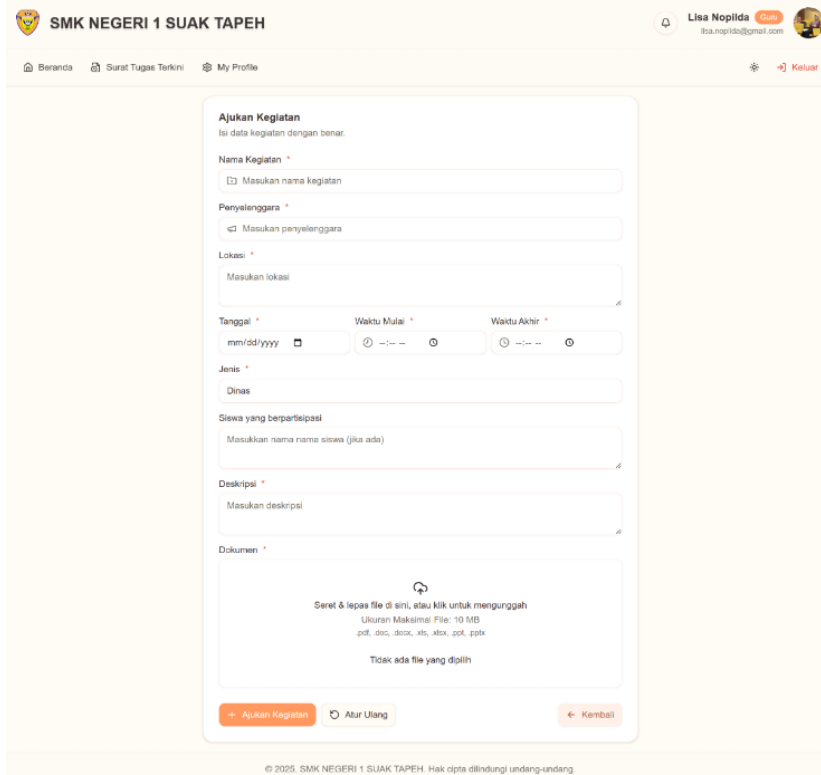 SMK NEGERI 1 SUAK TAPEH
Lisa Nopilda Guru
lisa.nopilda@gmail.com
Beranda Surat Tugas Terkini My Profile Keluar
Ajukan Kegiatan
Isi data kegiatan dengan benar.
Nama Kegiatan *
Masukan nama kegiatan
Penyelenggara *
Masukan penyelenggara
Lokasi *
Masukan lokasi
Tanggal * Waktu Mulai * Waktu Akhir *
mm/dd/yyyy --:-- -- --:-- --
Jenis *
Dinas
Siswa yang berpartisipasi
Masukkan nama nama siswa (jika ada)
Deskripsi *
Masukan deskripsi
Dokumen *
Seret & lepas file di sini, atau klik untuk mengunggah
Ukuran Maksimal File: 10 MB
.pdf, .doc, .docx, .xls, .xlsx, .ppt, .pptx
Tidak ada file yang dipilih
Ajukan Kegiatan Atur Ulang Kembali
© 2025. SMK NEGERI 1 SUAK TAPEH. Hak cipta dilindungi undang-undang.